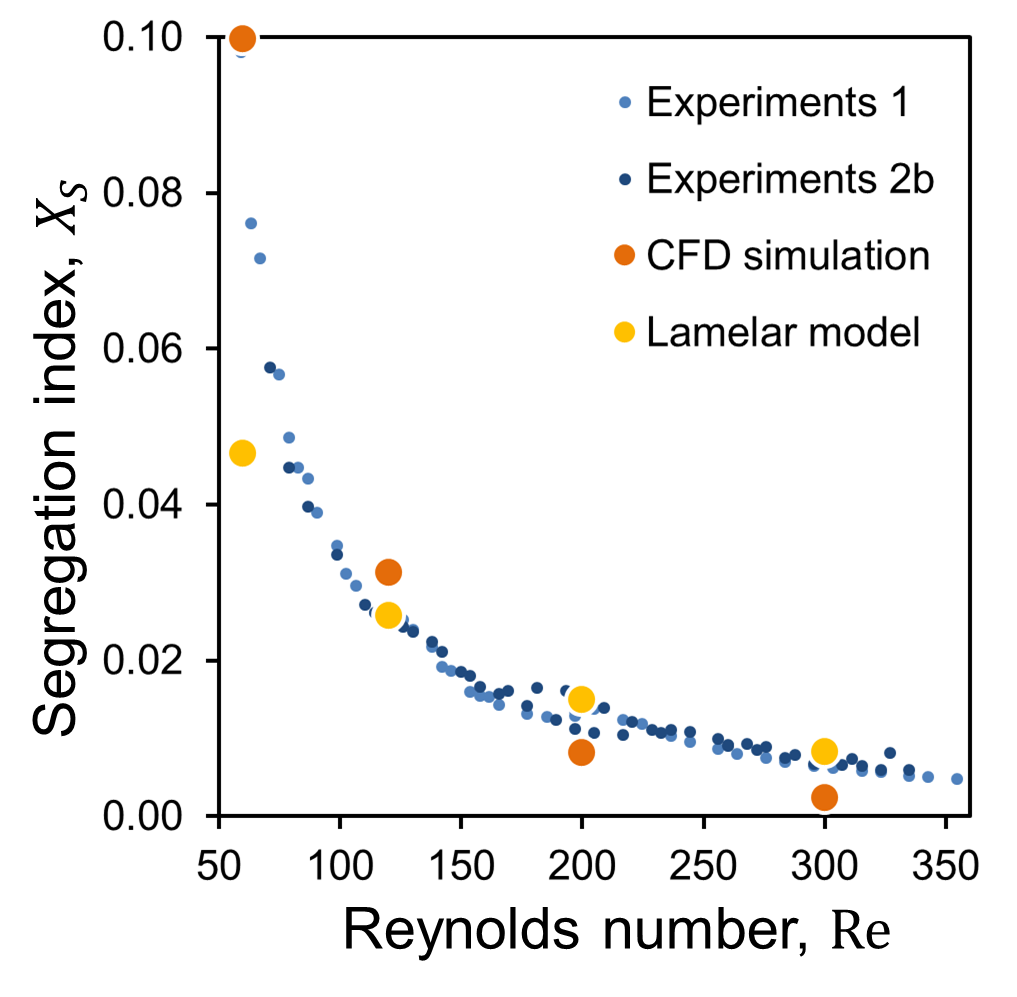 0.10
0.08
0.06
0.04
0.02
0.00
Segregation index, X_S
Experiments 1
Experiments 2b
CFD simulation
Lamelar model
50 100 150 200 250 300 350
Reynolds number, Re